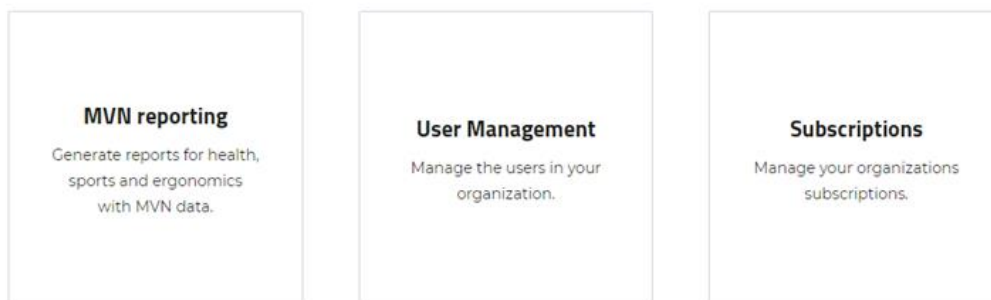 MVN reporting
Generate reports for health,
sports and ergonomics
with MVN data.
User Management
Manage the users in your
organization.
Subscriptions
Manage your organizations
subscriptions.